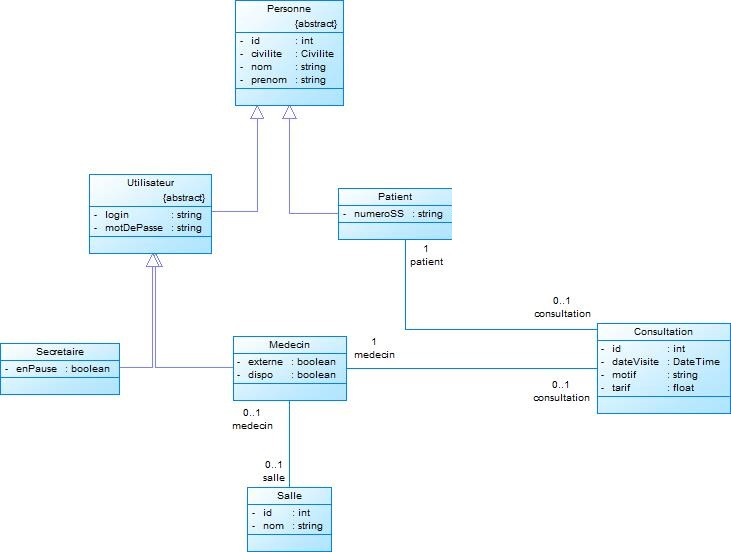 Personne
{abstract}
- id : int
- civilite : Civilite
- nom : string
- prenom : string
Utilisateur
{abstract}
- login : string
- motDePasse : string
Patient
- numeroSS : string
1
patient
0..1
consultation
Consultation
- id : int
- dateVisite : DateTime
- motif : string
- tarif : float
Secretaire
- enPause : boolean
Medecin
- externe : boolean
- dispo : boolean
1
medecin
0..1
consultation
0..1
medecin
0..1
salle
Salle
- id : int
- nom : string